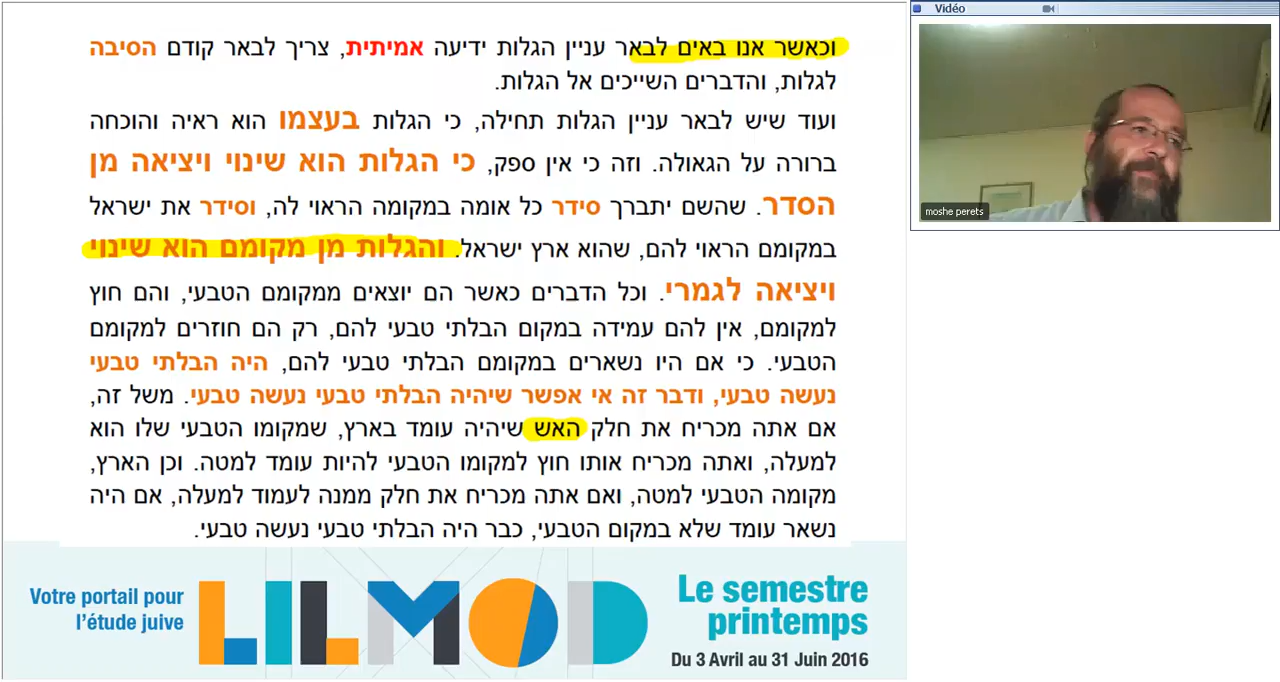 וכאשר אנו באים לבאר עניין הגלות ידיעה אמיתית, צריך לבאר קודם הסיבה
לגלות, והדברים השייכים אל הגלות.
ועוד שיש לבאר עניין הגלות תחילה, כי הגלות בעצמו הוא ראיה והוכחה
ברורה על הגאולה. וזה כי אין ספק, כי הגלות הוא שינוי ויציאה מן
הסדר. שהשם יתברך סידר כל אומה במקומה הראוי לה, וסידר את ישראל
במקומם הראוי להם, שהוא ארץ ישראל. והגלות מן מקומם הוא שינוי
ויציאה לגמרי. וכל הדברים כאשר הם יוצאים ממקומם הטבעי, והם חוץ
למקומם, אין להם עמידה במקום הבלתי טבעי להם, רק הם חוזרים למקומם
הטבעי. כי אם היו נשארים במקומם הבלתי טבעי להם, היה הבלתי טבעי
נעשה טבעי, ודבר זה אי אפשר שיהיה הבלתי טבעי נעשה טבעי. משל זה,
אם אתה מכריח את חלק האש שיהיה עומד בארץ, שמקומו הטבעי שלו הוא
למעלה, ואתה מכריח אותו חוץ למקומו הטבעי להיות עומד למטה. וכן הארץ,
מקומה הטבעי למטה, ואם אתה מכריח את חלק ממנה לעמוד למעלה, אם היה
נשאר עומד שלא במקום הטבעי, כבר היה הבלתי טבעי נעשה טבעי.
Votre portail pour
l'étude juive
LILMOD
Le semestre
printemps
Du 3 Avril au 31 Juin 2016
Vidéo
moshe perets